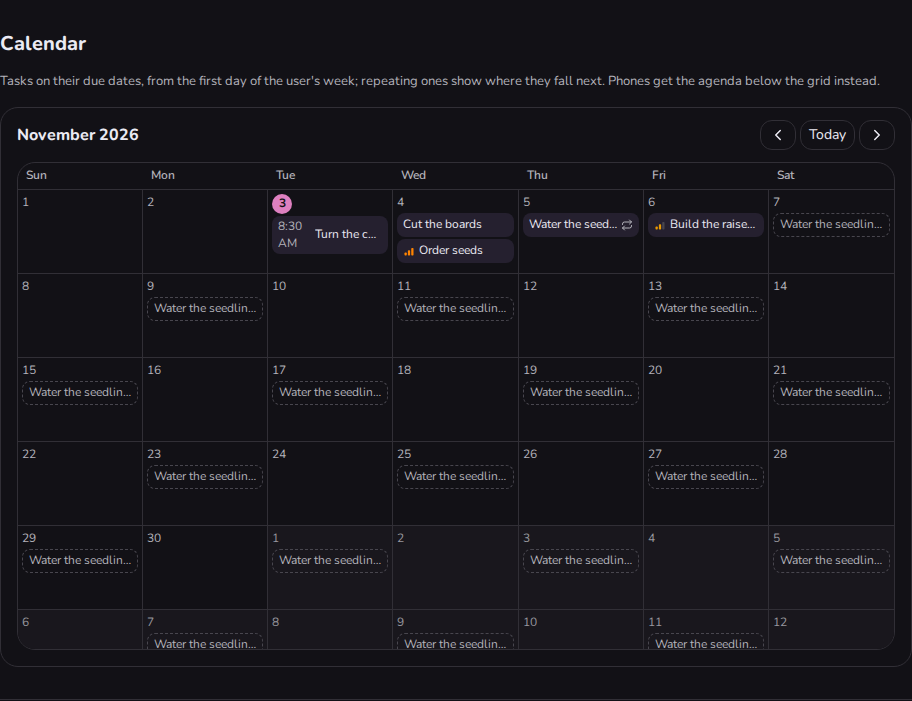 Calendar
Tasks on their due dates, from the first day of the user's week; repeating ones show where they fall next. Phones get the agenda below the grid instead.
November 2026
Today
Sun Mon Tue Wed Thu Fri Sat
1 2 3 4 5 6 7
8:30 AM Turn the c...
Cut the boards
Order seeds
Water the seed...
Build the raise...
Water the seedlin...
8 9 10 11 12 13 14
Water the seedlin... Water the seedlin... Water the seedlin...
15 16 17 18 19 20 21
Water the seedlin... Water the seedlin... Water the seedlin... Water the seedlin...
22 23 24 25 26 27 28
Water the seedlin... Water the seedlin... Water the seedlin...
29 30 1 2 3 4 5
Water the seedlin... Water the seedlin... Water the seedlin... Water the seedlin...
6 7 8 9 10 11 12
Water the seedlin... Water the seedlin... Water the seedlin...